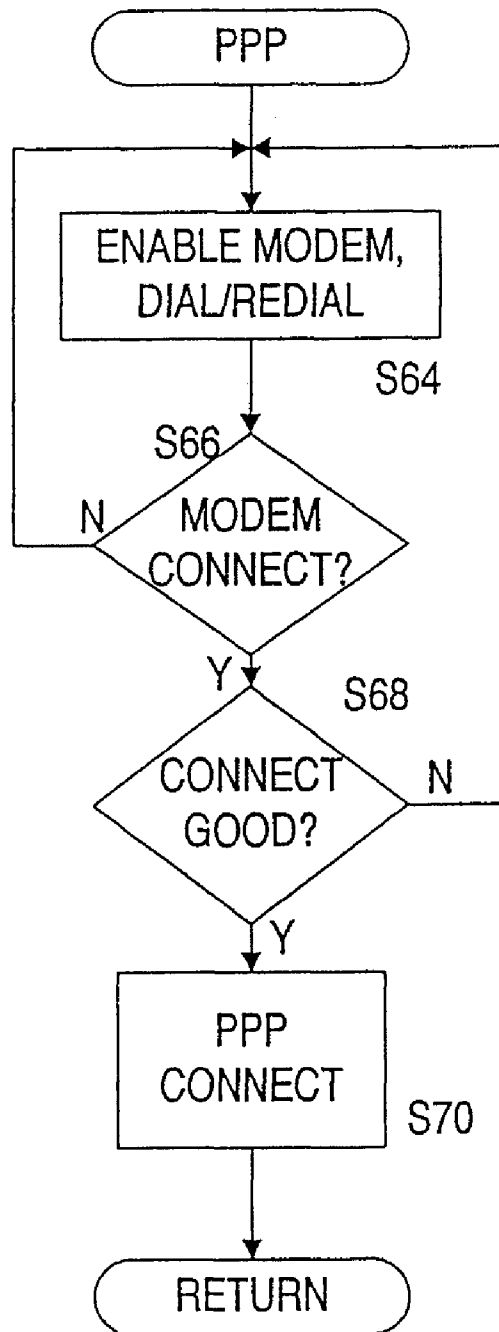 PPP
ENABLE MODEM,
DIAL/REDIAL
S64
S66
N
MODEM
CONNECT?
Y
S68
CONNECT
GOOD?
N
Y
PPP
CONNECT
S70
RETURN